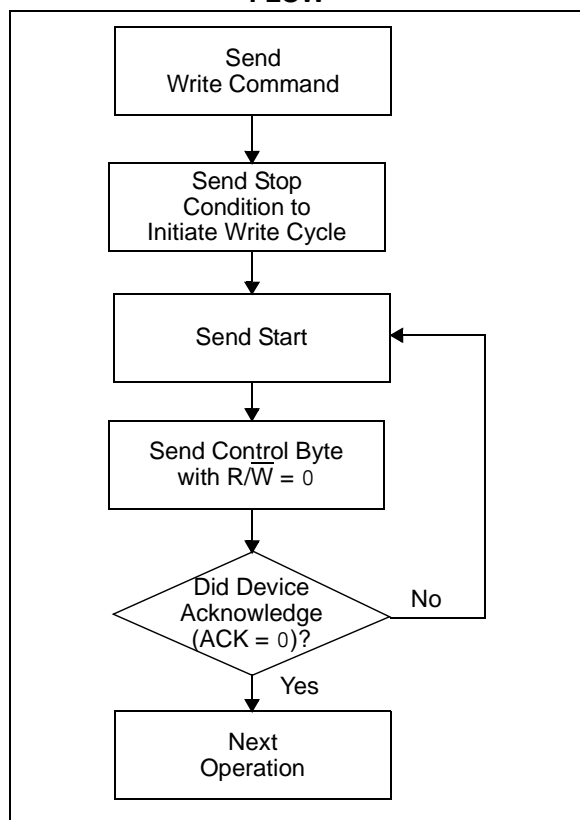 Send
Write Command
Send Stop
Condition to
Initiate Write Cycle
Send Start
Send Control Byte
with R/W̅ = 0
Did Device
Acknowledge
(ACK = 0)?
No
Yes
Next
Operation